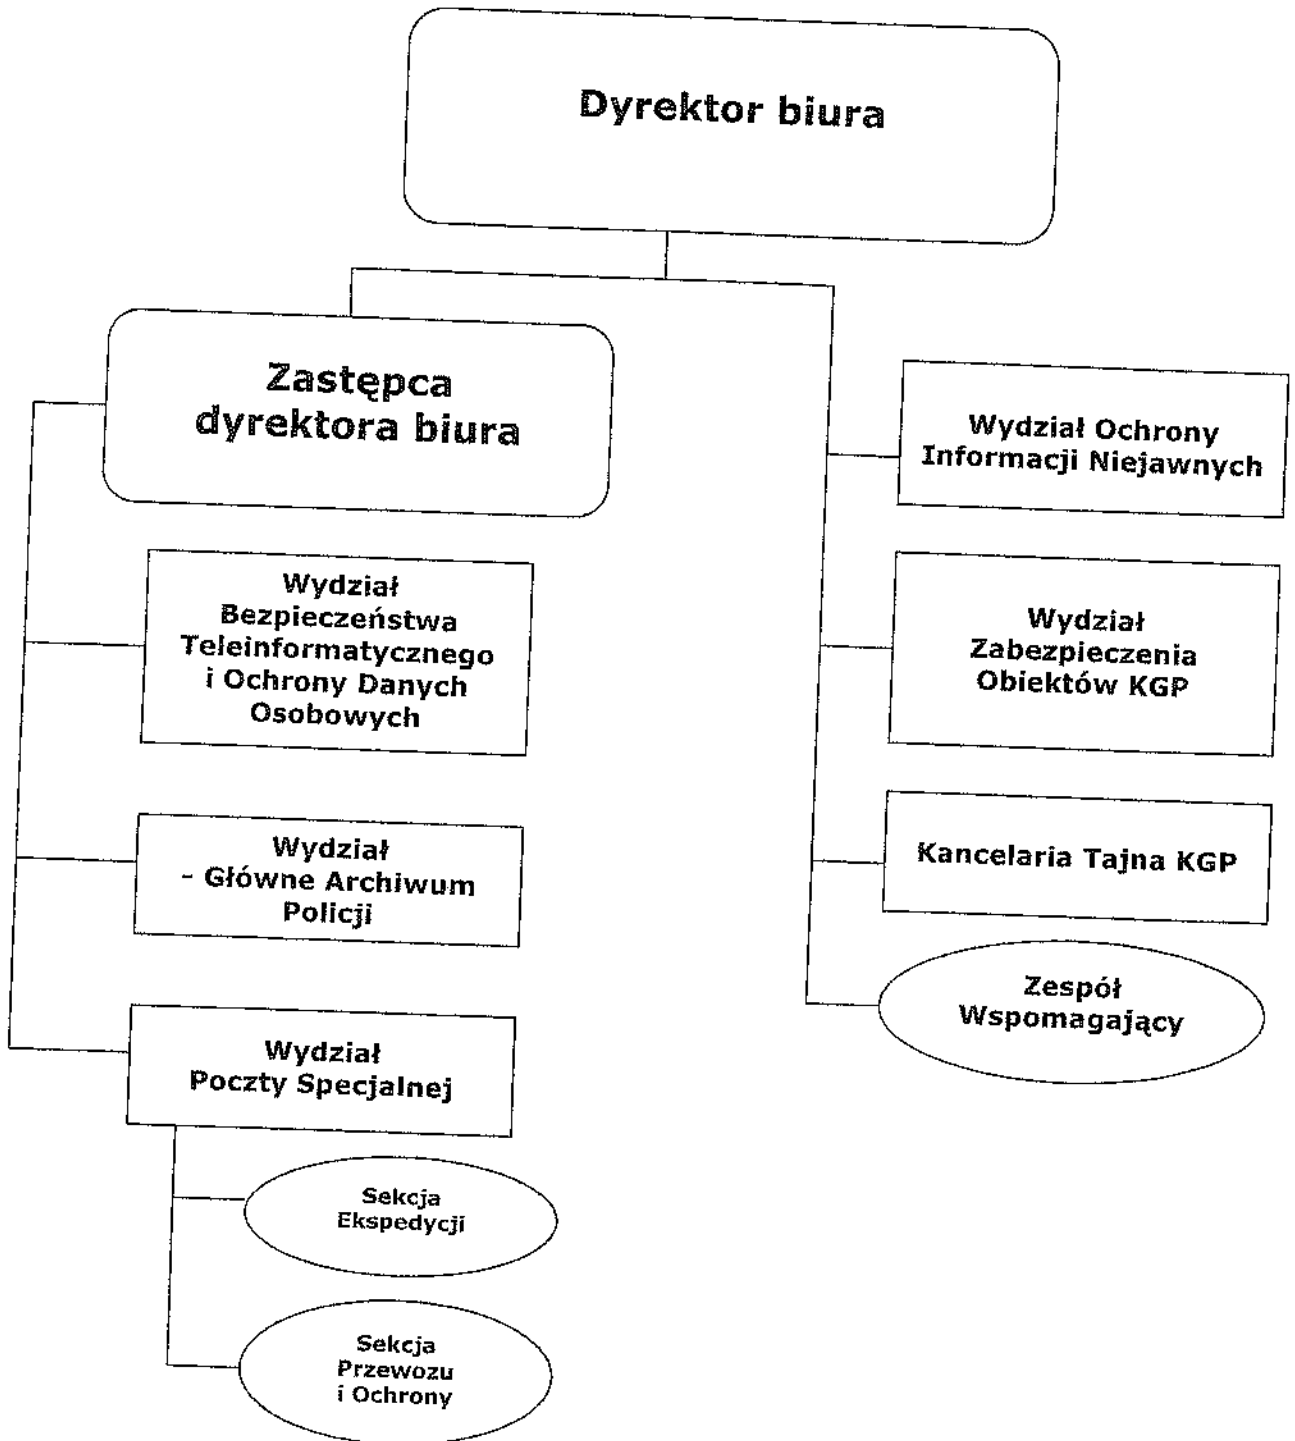 Dyrektor biura
Zastępca
dyrektora biura
Wydział
Bezpieczeństwa
Teleinformatycznego
i Ochrony Danych
Osobowych
Wydział
- Główne Archiwum
Policji
Wydział
Poczty Specjalnej
Sekcja
Ekspedycji
Sekcja
Przewozu
i Ochrony
Wydział Ochrony
Informacji Niejawnych
Wydział
Zabezpieczenia
Obiektów KGP
Kancelaria Tajna KGP
Zespół
Wspomagający